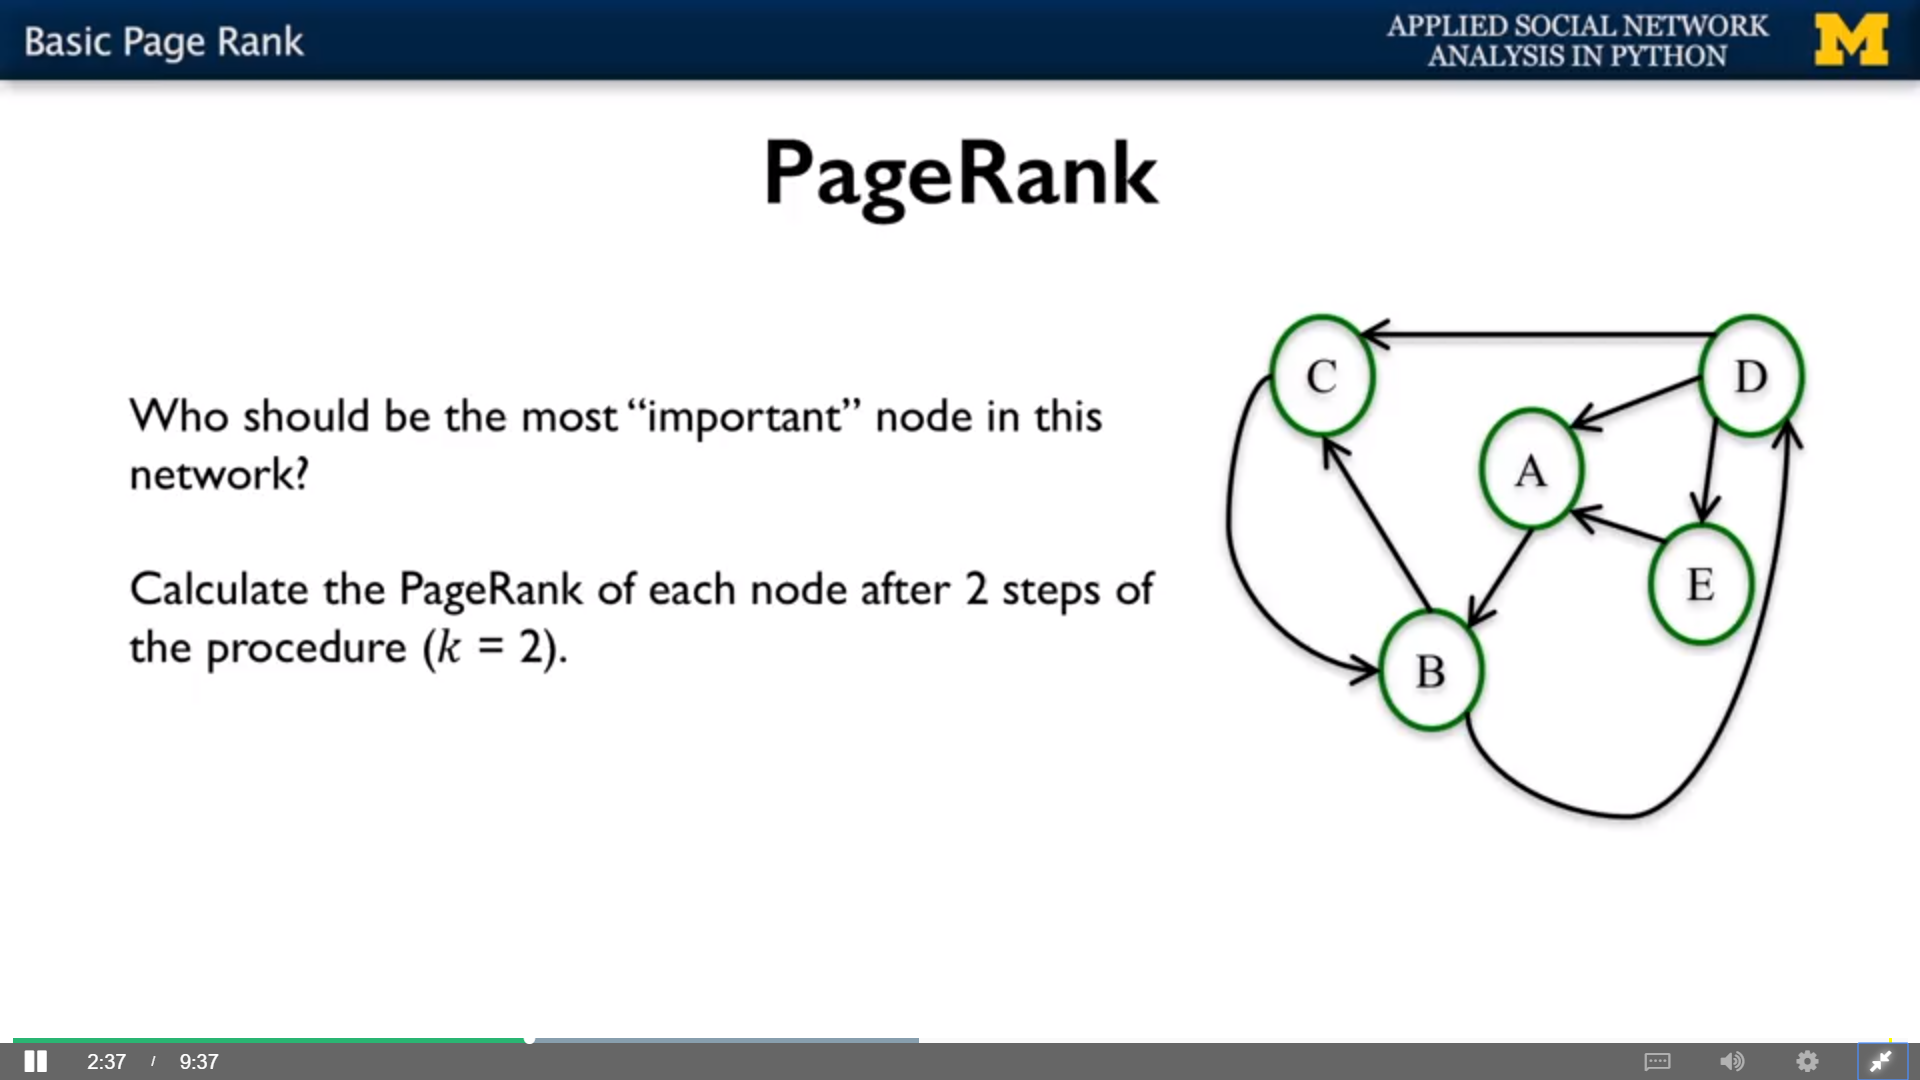 Basic Page Rank
APPLIED SOCIAL NETWORK
ANALYSIS IN PYTHON
M
PageRank
Who should be the most “important” node in this
network?
Calculate the PageRank of each node after 2 steps of
the procedure (k = 2).
C
D
A
E
B
2:37 / 9:37